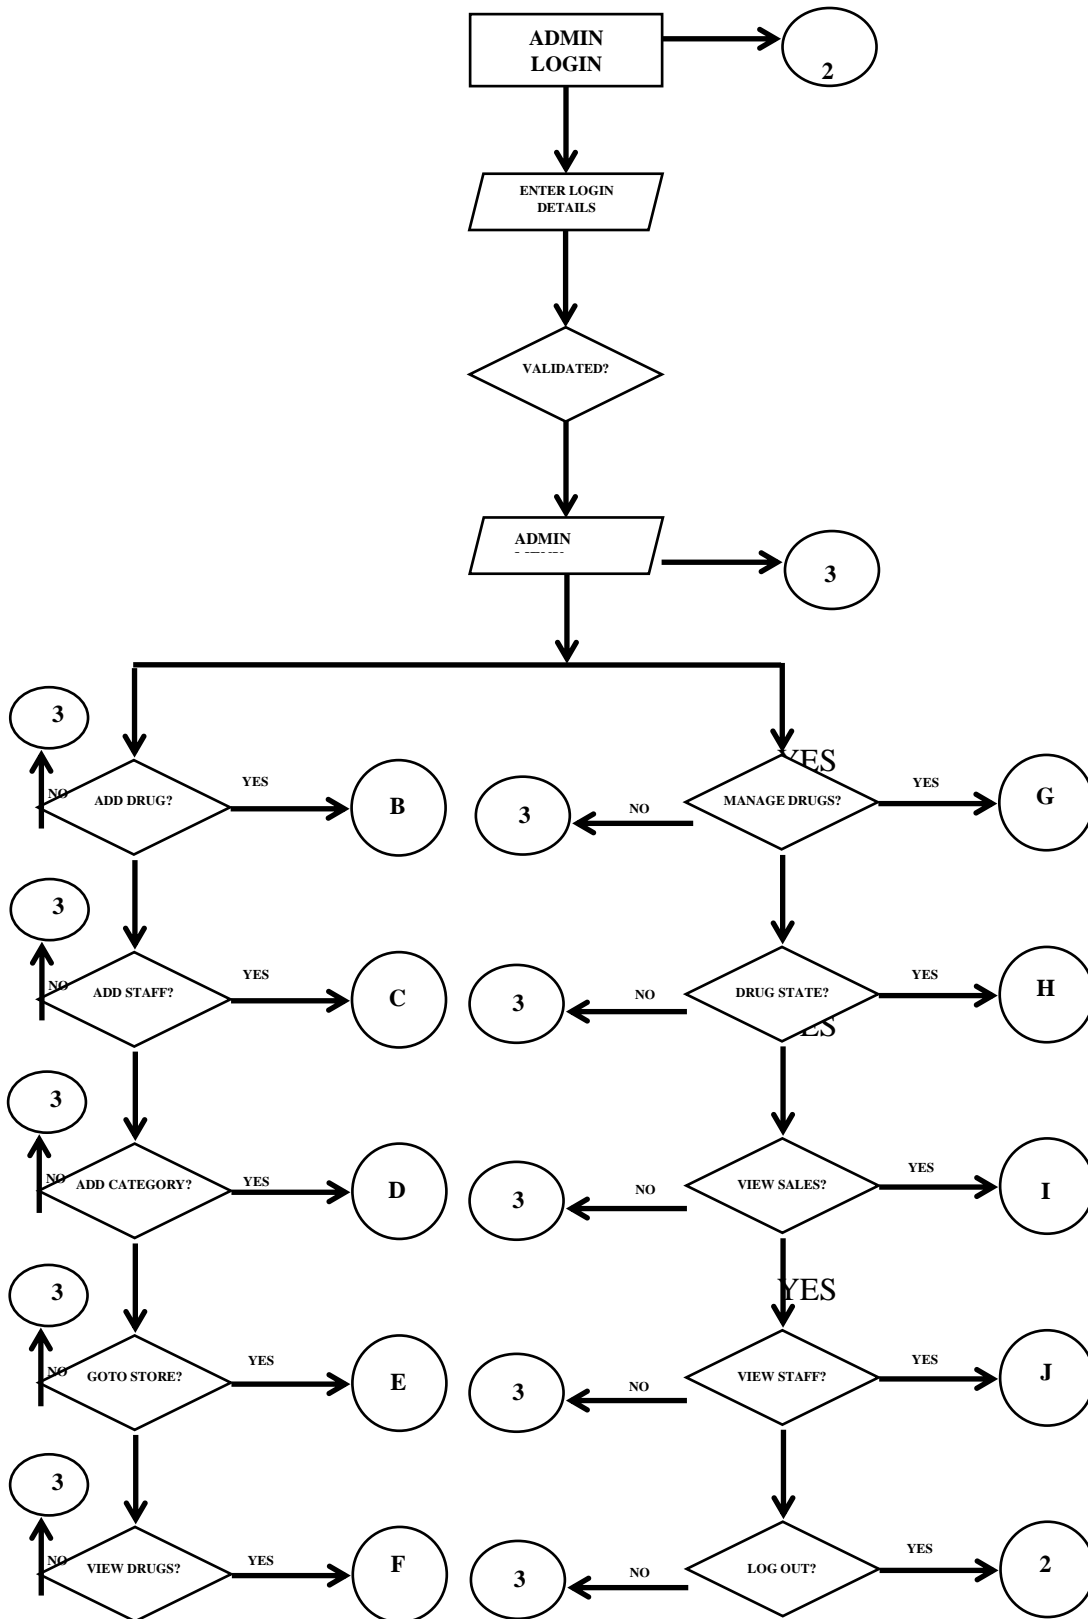 ADMIN
LOGIN
2
ENTER LOGIN
DETAILS
VALIDATED?
ADMIN
3
3
NO
ADD DRUG?
YES
B
3
NO
YES
MANAGE DRUGS?
YES
G
3
NO
ADD STAFF?
YES
C
3
NO
DRUG STATE?
YES
H
YES
3
NO
ADD CATEGORY?
YES
D
3
NO
VIEW SALES?
YES
I
3
NO
GOTO STORE?
YES
E
YES
3
NO
VIEW STAFF?
YES
J
3
NO
VIEW DRUGS?
YES
F
3
NO
LOG OUT?
YES
2